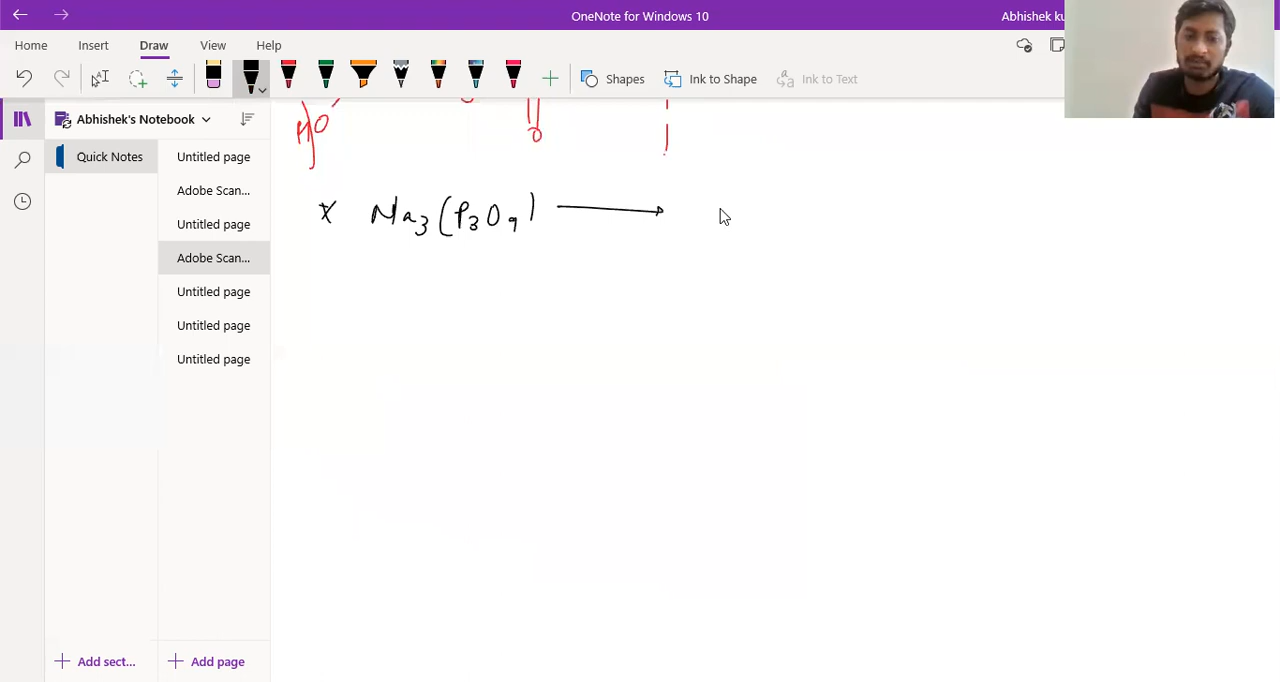 OneNote for Windows 10
Abhishek ku
Home Insert Draw View Help
Shapes Ink to Shape Ink to Text
Abhishek's Notebook
Quick Notes
Untitled page
Adobe Scan...
Untitled page
Adobe Scan...
Untitled page
Untitled page
Untitled page
HO
O
* Na3(P3O9) ⟶
+ Add sect... + Add page